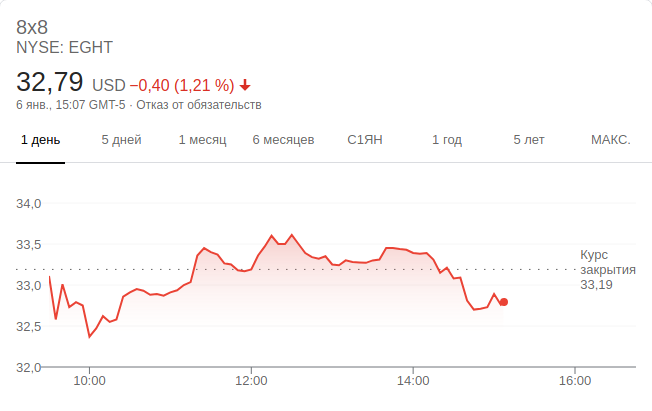 8x8
NYSE: EGHT
32,79 USD −0,40 (1,21 %)
6 янв., 15:07 GMT-5 · Отказ от обязательств
1 день 5 дней 1 месяц 6 месяцев С1ЯН 1 год 5 лет МАКС.
34,0
33,5
33,0
32,5
32,0
Курс
закрытия
33,19
10:00 12:00 14:00 16:00